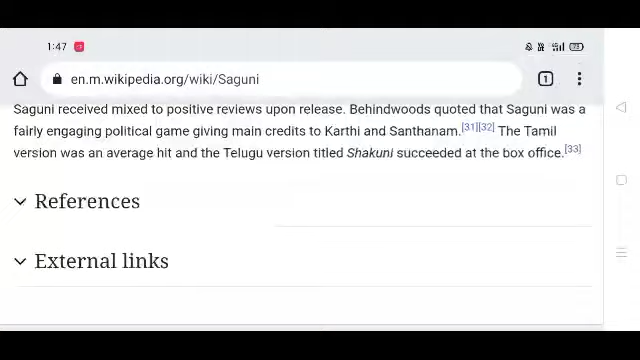 1:47
en.m.wikipedia.org/wiki/Saguni
1
Saguni received mixed to positive reviews upon release. Behindwoods quoted that Saguni was a
fairly engaging political game giving main credits to Karthi and Santhanam.[31][32] The Tamil
version was an average hit and the Telugu version titled Shakuni succeeded at the box office.[33]
References
External links